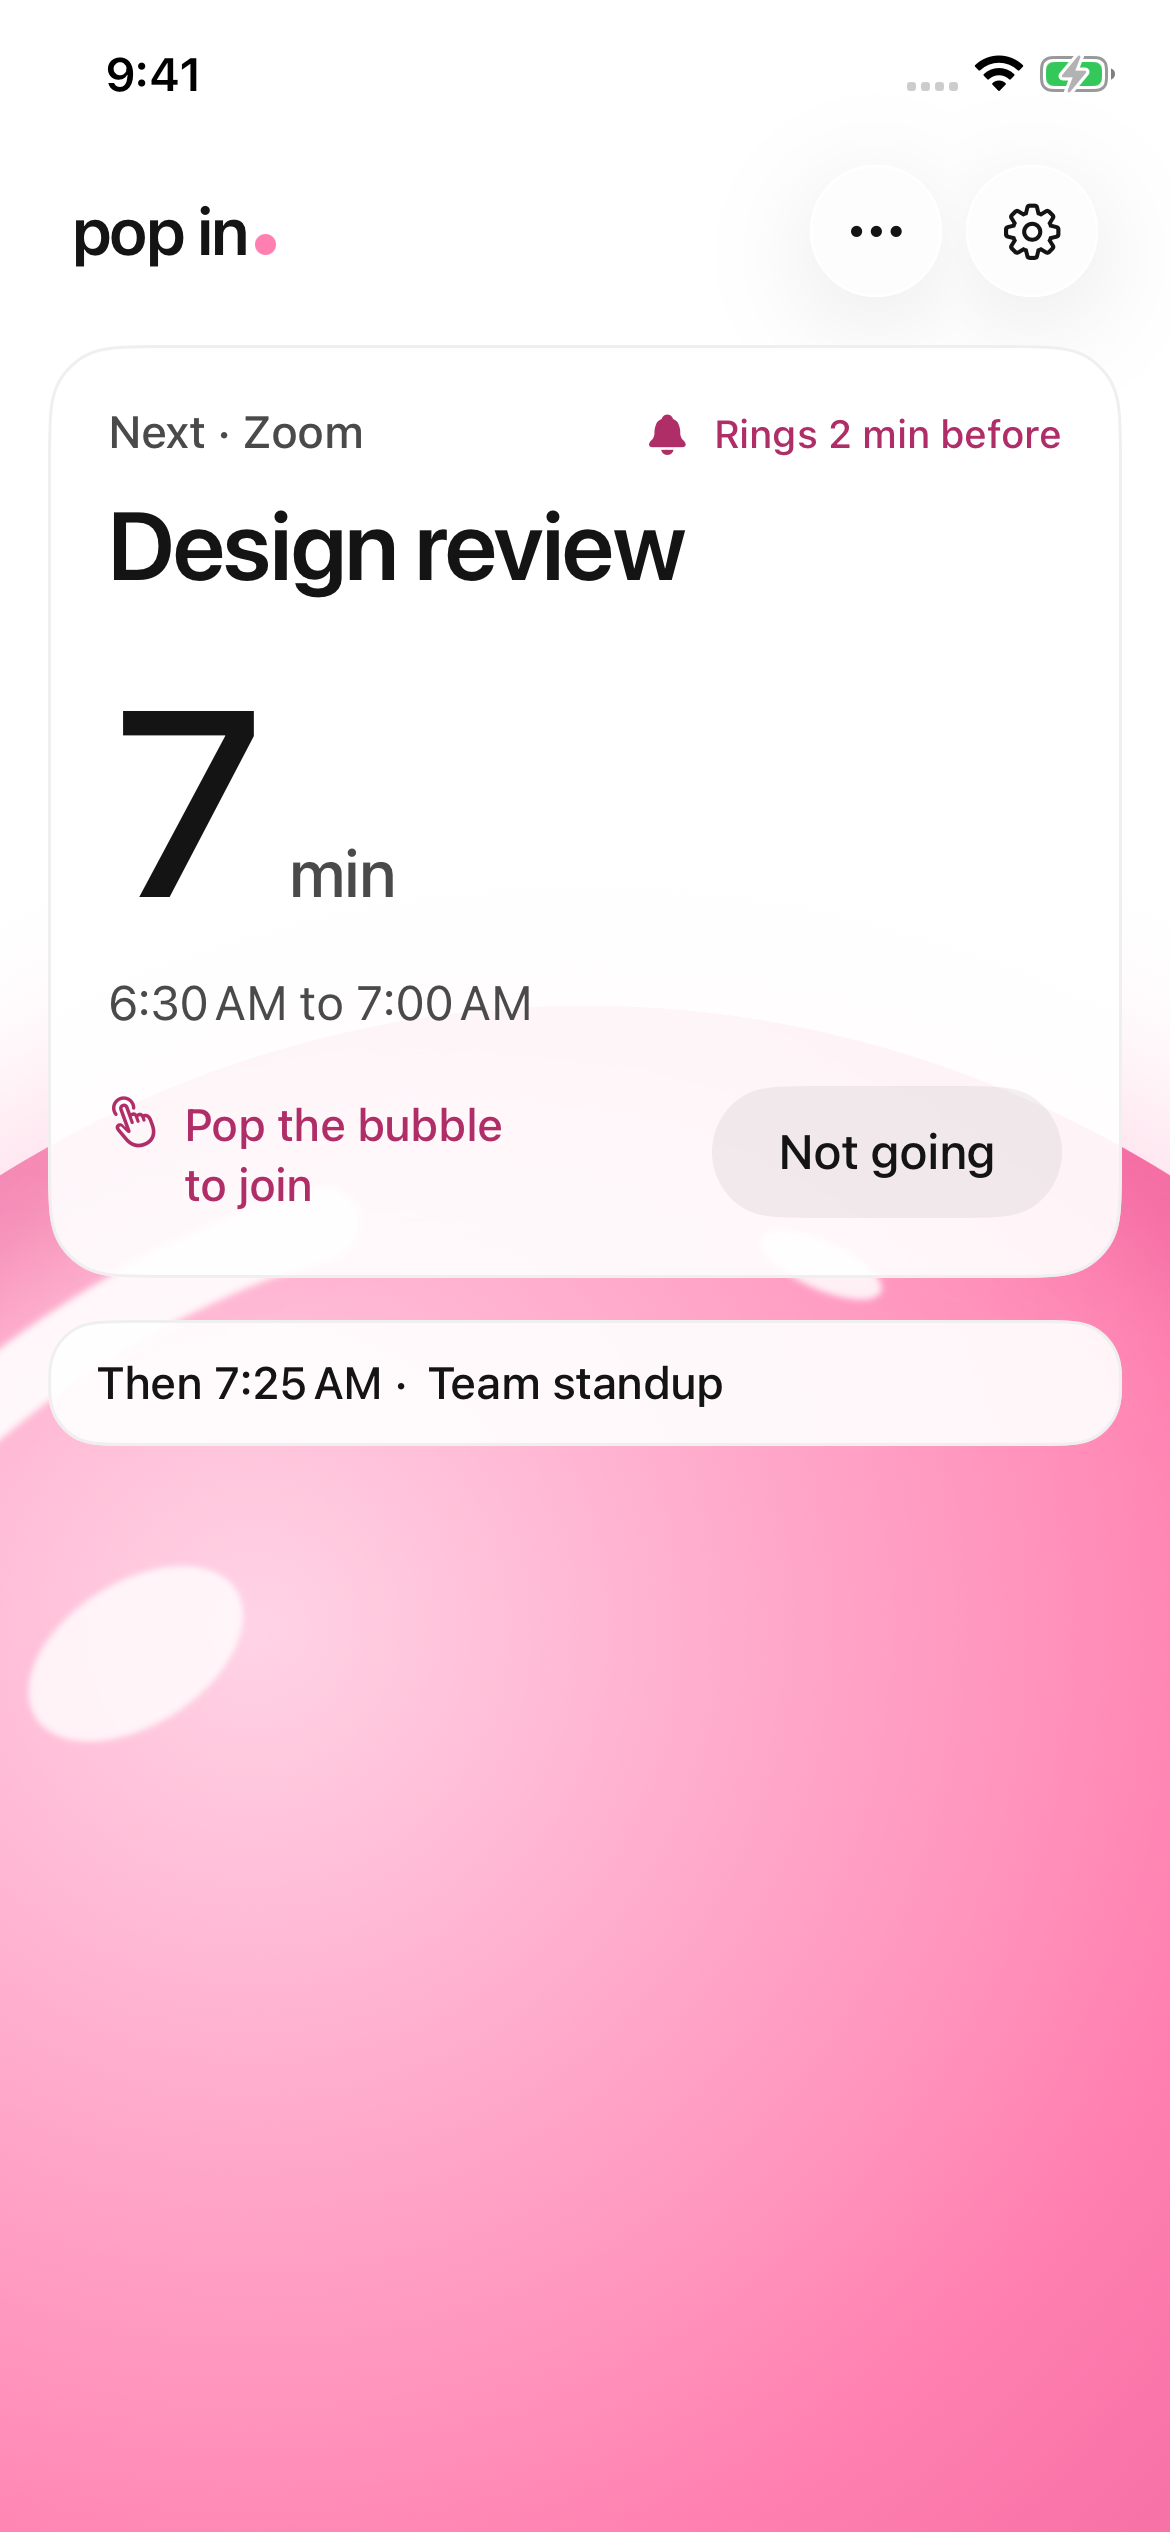 9:41
pop in.
Next · Zoom
Rings 2 min before
Design review
7 min
6:30 AM to 7:00 AM
Pop the bubble
to join
Not going
Then 7:25 AM · Team standup